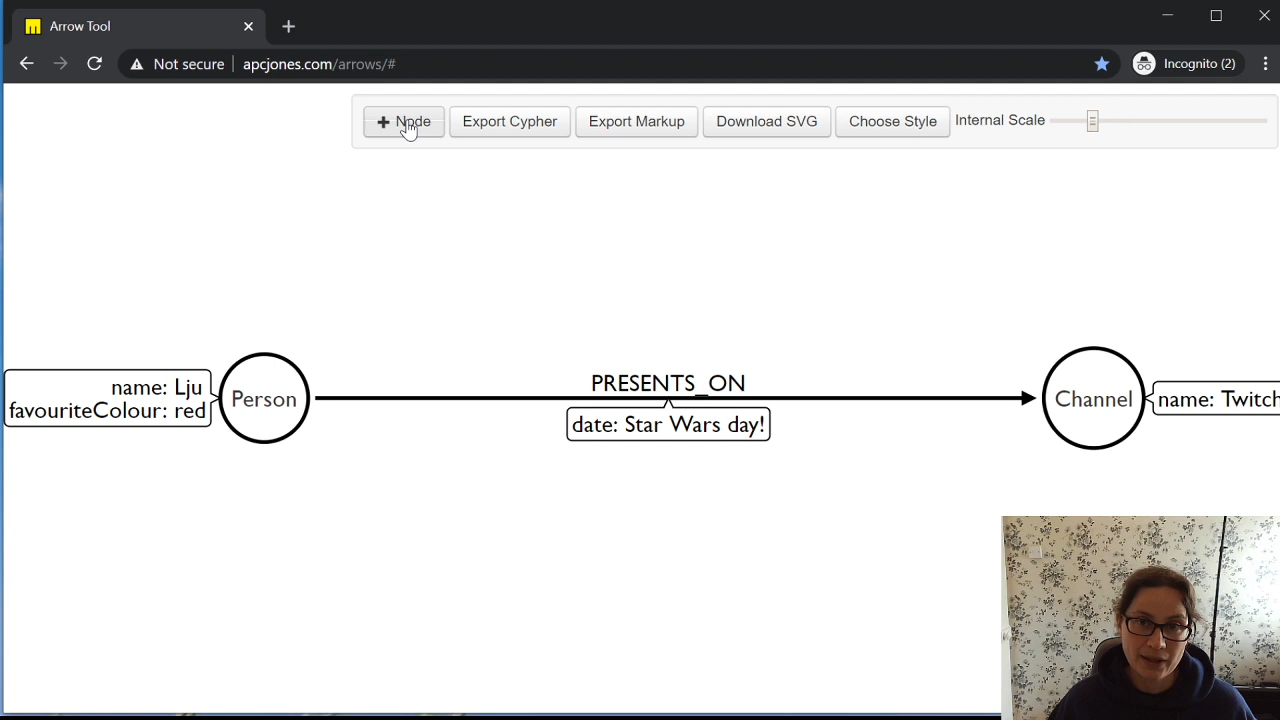 Arrow Tool
Not secure apcjones.com/arrows/# Incognito (2)
Node Export Cypher Export Markup Download SVG Choose Style Internal Scale
PRESENTS_ON
name: Lju
favouriteColour: red
Person
Channel
name: Twitch
date: Star Wars day!